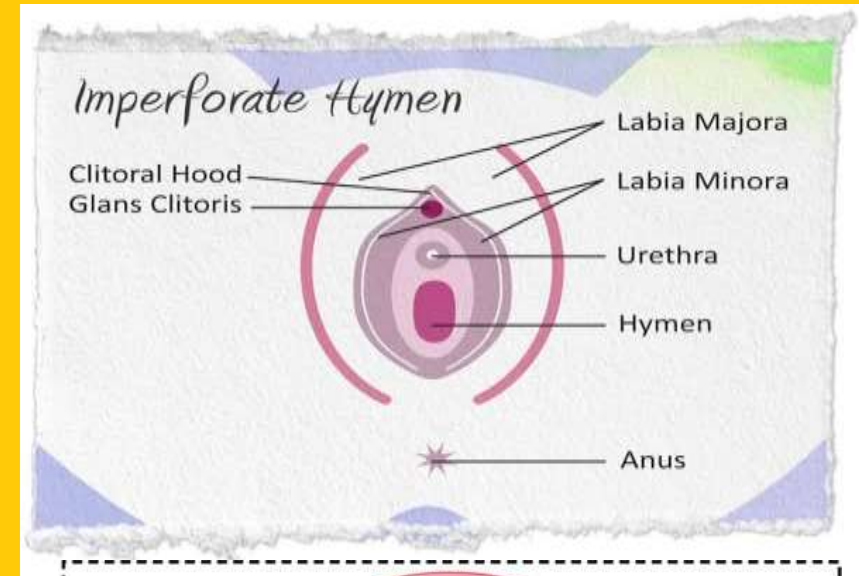 Imperforate Hymen
Labia Majora
Clitoral Hood
Labia Minora
Glans Clitoris
Urethra
Hymen
Anus